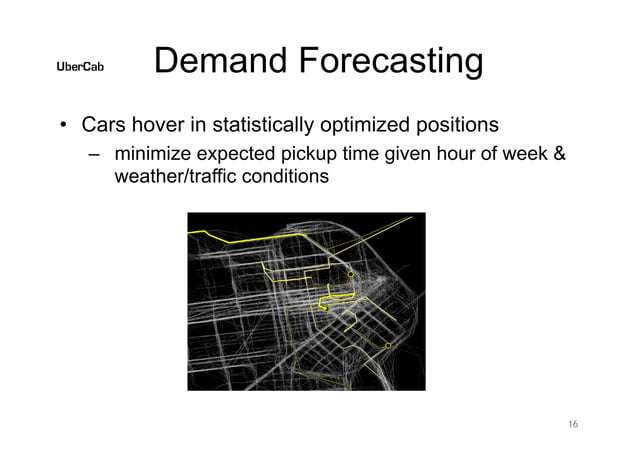 UberCab
Demand Forecasting
• Cars hover in statistically optimized positions
– minimize expected pickup time given hour of week &
weather/traffic conditions
16